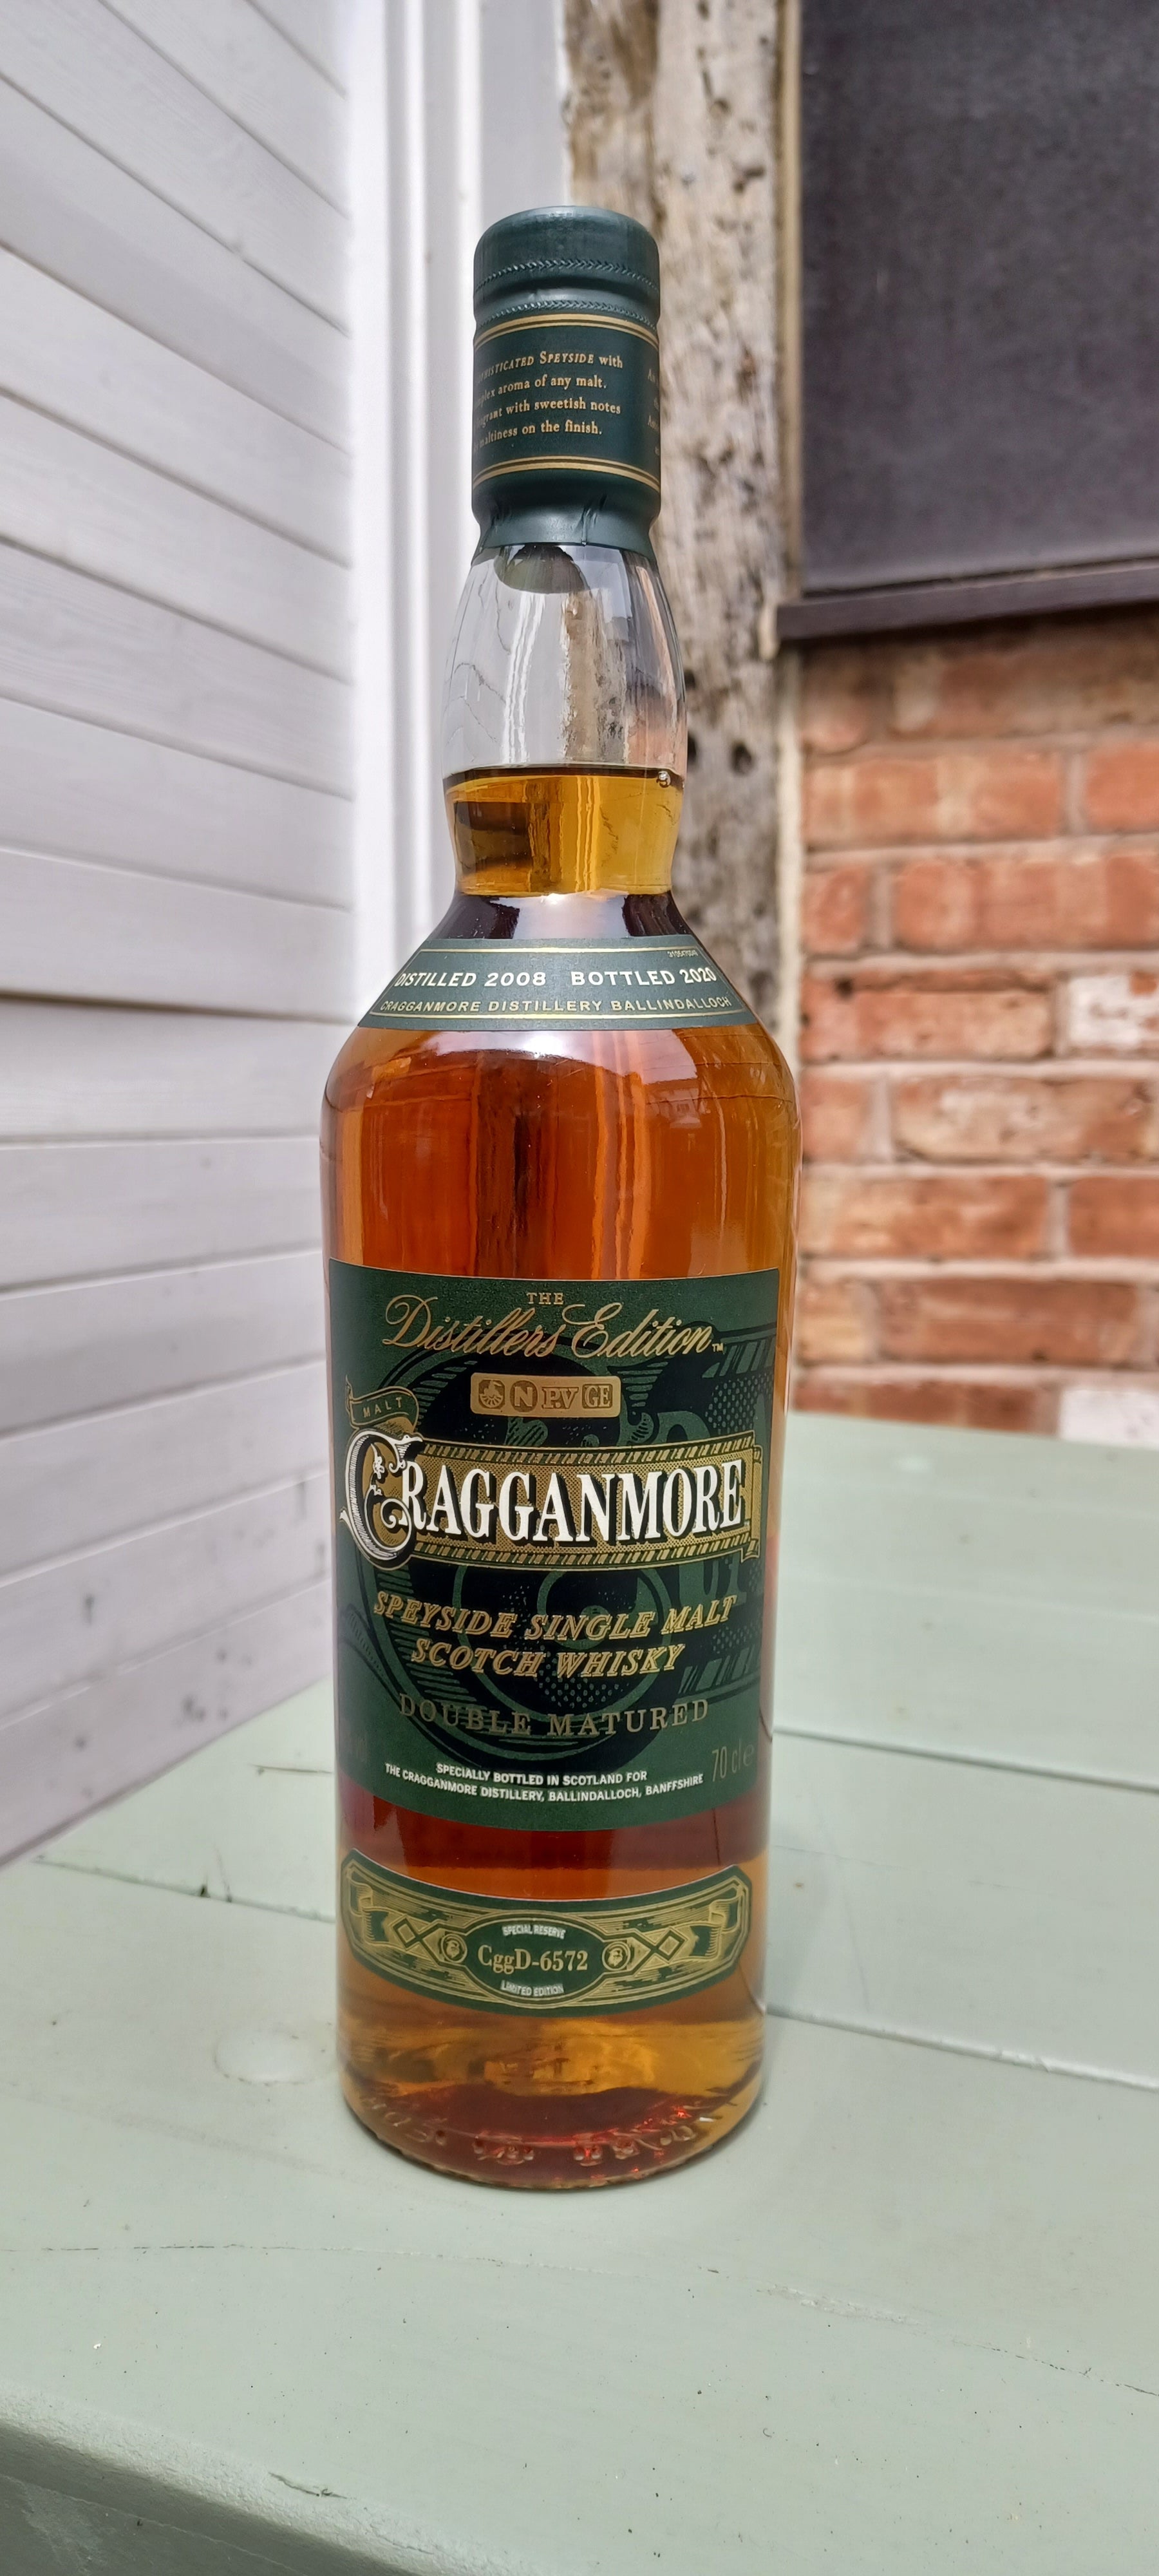 SOPHISTICATED SPEYSIDE with
complex aroma of any malt.
fragrant with sweetish notes
maltiness on the finish.
DISTILLED 2008 BOTTLED 2020
CRAGGANMORE DISTILLERY BALLINDALLOCH
THE
Distillers Edition™
N P.V GE
MALT
CRAGGANMORE
SPEYSIDE SINGLE MALT
SCOTCH WHISKY
DOUBLE MATURED
70 cl e
SPECIALLY BOTTLED IN SCOTLAND FOR
THE CRAGGANMORE DISTILLERY, BALLINDALLOCH, BANFFSHIRE
SPECIAL RESERVE
CggD-6572
LIMITED EDITION